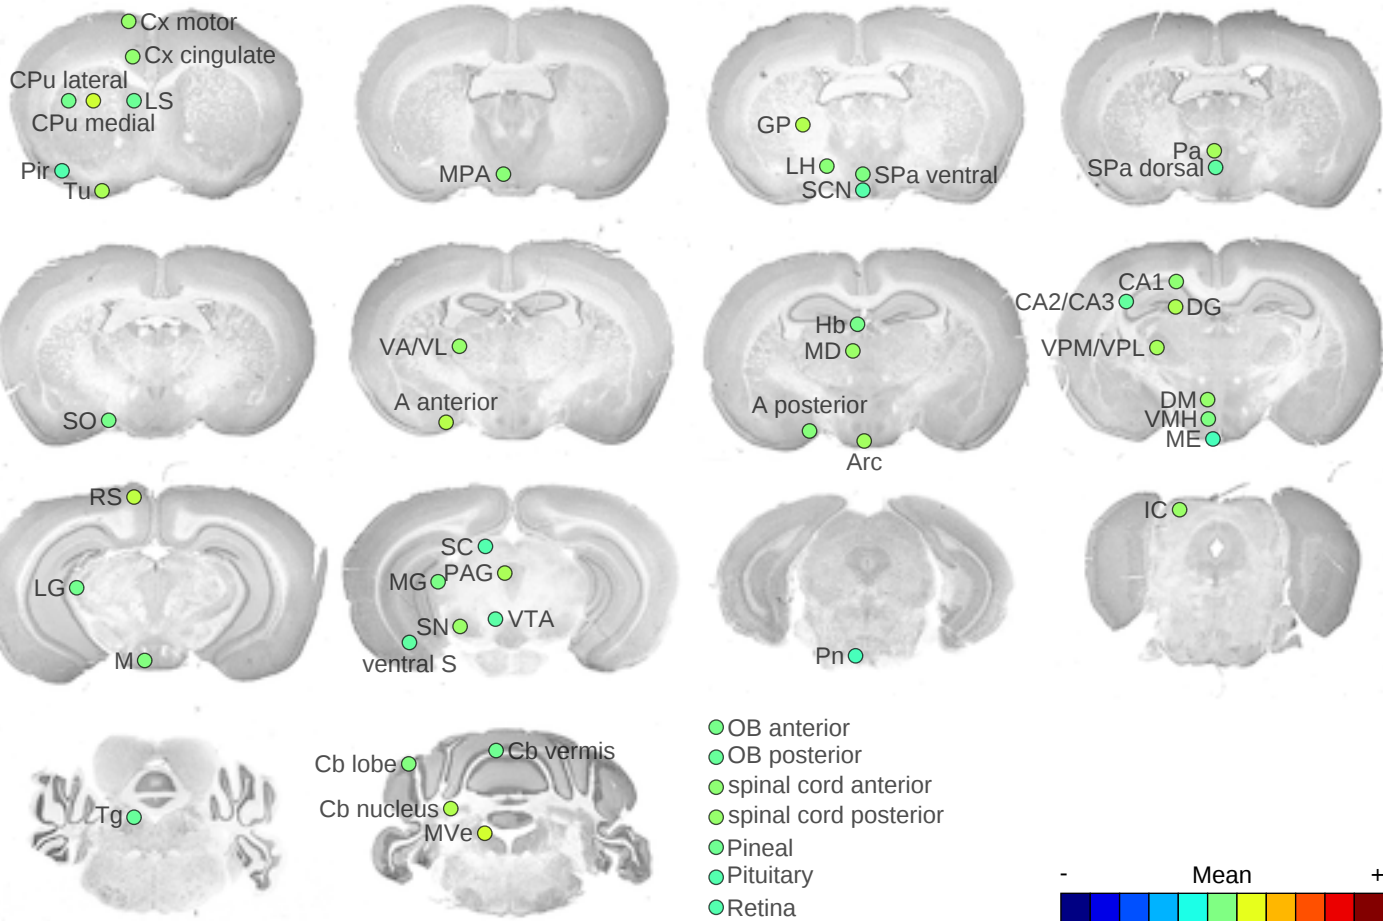 Cx motor
Cx cingulate
CPu lateral
LS
CPu medial
Pir
Tu
MPA
GP
LH
SPa ventral
SCN
Pa
SPa dorsal
SO
VA/VL
A anterior
Hb
MD
A posterior
Arc
CA1
CA2/CA3
DG
VPM/VPL
DM
VMH
ME
RS
LG
M
SC
PAG
MG
VTA
SN
ventral S
Pn
IC
Tg
Cb lobe
Cb vermis
Cb nucleus
MVe
OB anterior
OB posterior
spinal cord anterior
spinal cord posterior
Pineal
Pituitary
Retina
- Mean +